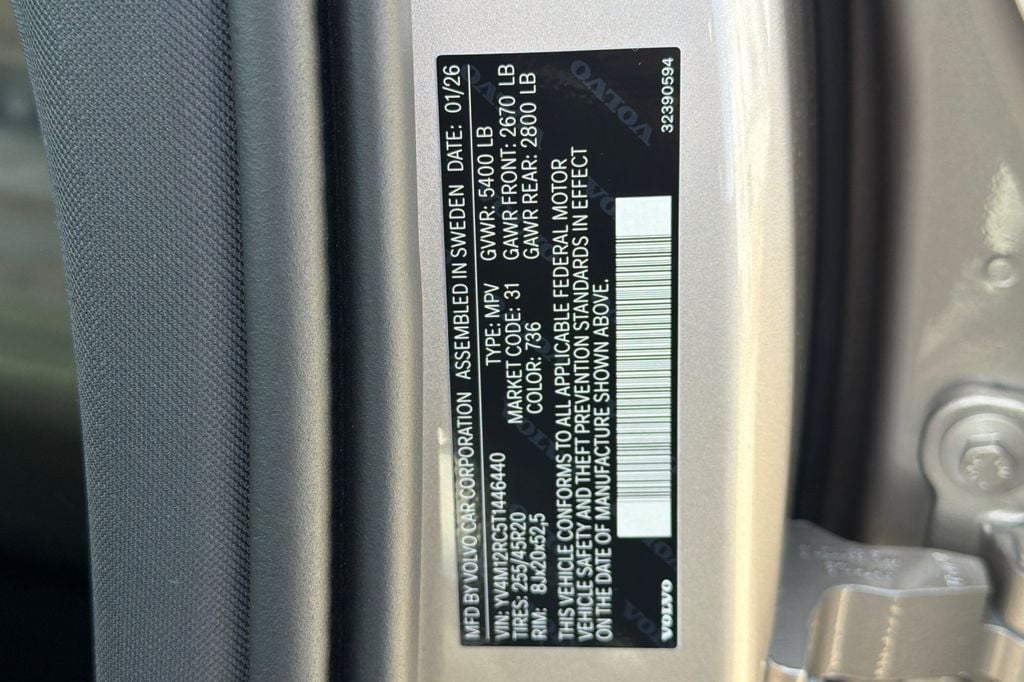 MFD BY VOLVO CAR CORPORATION ASSEMBLED IN SWEDEN DATE: 01/26
VIN: YV4M12RC5T1446440 TYPE: MPV GVWR: 5400 LB
TIRES: 255/45R20 MARKET CODE: 31 GAWR FRONT: 2670 LB
RIM: 8Jx20x52,5 COLOR: 736 GAWR REAR: 2800 LB
THIS VEHICLE CONFORMS TO ALL APPLICABLE FEDERAL MOTOR
VEHICLE SAFETY AND THEFT PREVENTION STANDARDS IN EFFECT
ON THE DATE OF MANUFACTURE SHOWN ABOVE.
VOLVO
32390594